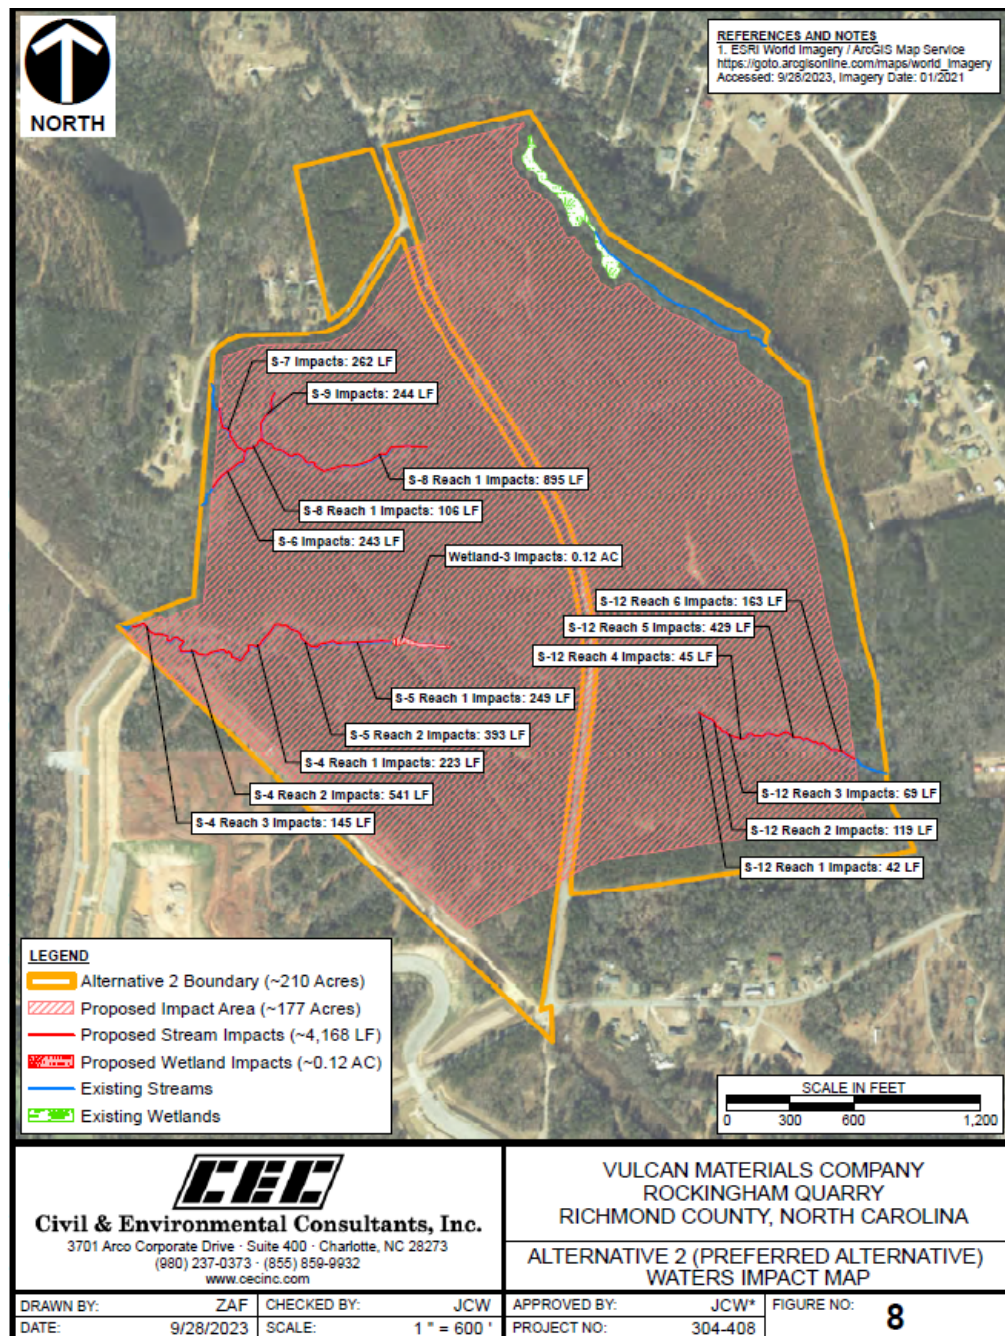 NORTH
REFERENCES AND NOTES
1. ESRI World Imagery / ArcGIS Map Service
https://goto.arcgisonline.com/maps/world_imagery
Accessed: 9/28/2023, Imagery Date: 01/2021
S-7 Impacts: 262 LF
S-9 Impacts: 244 LF
S-8 Reach 1 Impacts: 895 LF
S-8 Reach 1 Impacts: 106 LF
S-6 Impacts: 243 LF
Wetland-3 Impacts: 0.12 AC
S-12 Reach 6 Impacts: 163 LF
S-12 Reach 5 Impacts: 429 LF
S-12 Reach 4 Impacts: 45 LF
S-5 Reach 1 Impacts: 249 LF
S-5 Reach 2 Impacts: 393 LF
S-4 Reach 1 Impacts: 223 LF
S-4 Reach 2 Impacts: 541 LF
S-4 Reach 3 Impacts: 145 LF
S-12 Reach 3 Impacts: 69 LF
S-12 Reach 2 Impacts: 119 LF
S-12 Reach 1 Impacts: 42 LF
LEGEND
Alternative 2 Boundary (~210 Acres)
Proposed Impact Area (~177 Acres)
Proposed Stream Impacts (~4,168 LF)
Proposed Wetland Impacts (~0.12 AC)
Existing Streams
Existing Wetlands
SCALE IN FEET
0 300 600 1,200
CEC
Civil & Environmental Consultants, Inc.
3701 Arco Corporate Drive · Suite 400 · Charlotte, NC 28273
(980) 237-0373 · (855) 859-9932
www.cecinc.com
VULCAN MATERIALS COMPANY
ROCKINGHAM QUARRY
RICHMOND COUNTY, NORTH CAROLINA
ALTERNATIVE 2 (PREFERRED ALTERNATIVE)
WATERS IMPACT MAP
DRAWN BY: ZAF CHECKED BY: JCW APPROVED BY: JCW* FIGURE NO: 8
DATE: 9/28/2023 SCALE: 1 " = 600 ' PROJECT NO: 304-408